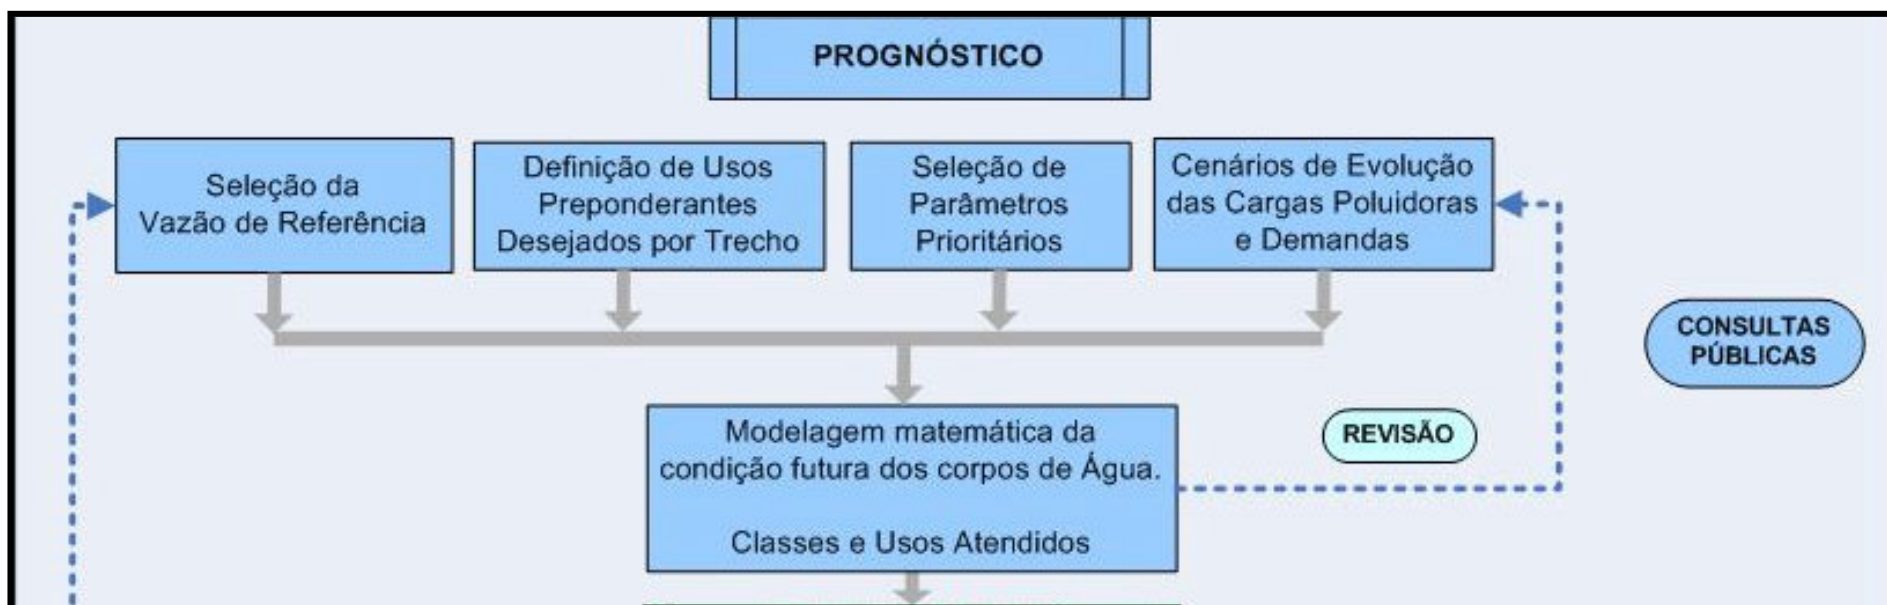 PROGNÓSTICO
Seleção da
Vazão de Referência
Definição de Usos
Preponderantes
Desejados por Trecho
Seleção de
Parâmetros
Prioritários
Cenários de Evolução
das Cargas Poluidoras
e Demandas
CONSULTAS
PÚBLICAS
REVISÃO
Modelagem matemática da
condição futura dos corpos de Água.
Classes e Usos Atendidos